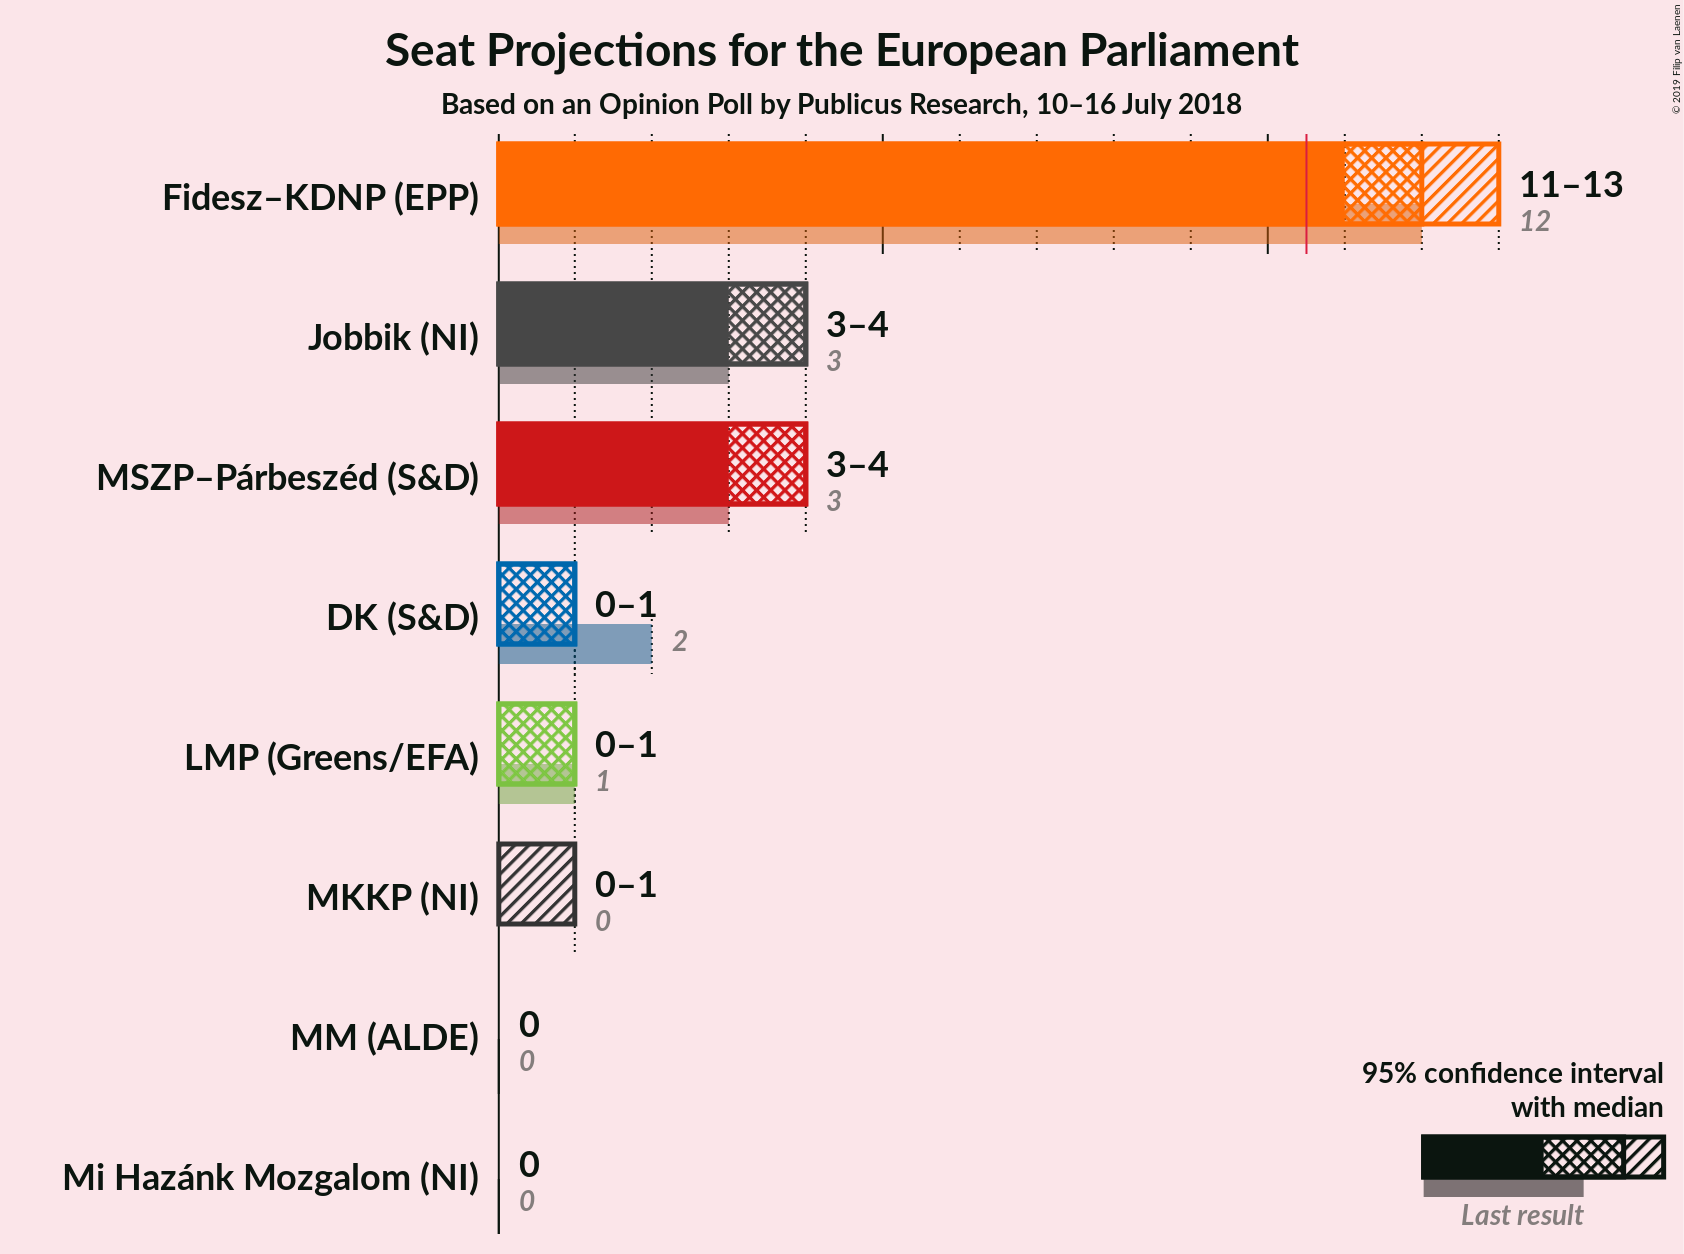 Seat Projections for the European Parliament
Based on an Opinion Poll by Publicus Research, 10–16 July 2018
© 2019 Filip van Laenen
Fidesz–KDNP (EPP)
11–13
12
Jobbik (NI)
3–4
3
MSZP–Párbeszéd (S&D)
3–4
3
DK (S&D)
0–1
2
LMP (Greens/EFA)
0–1
1
MKKP (NI)
0–1
0
MM (ALDE)
0
0
Mi Hazánk Mozgalom (NI)
0
0
95% confidence interval
with median
Last result